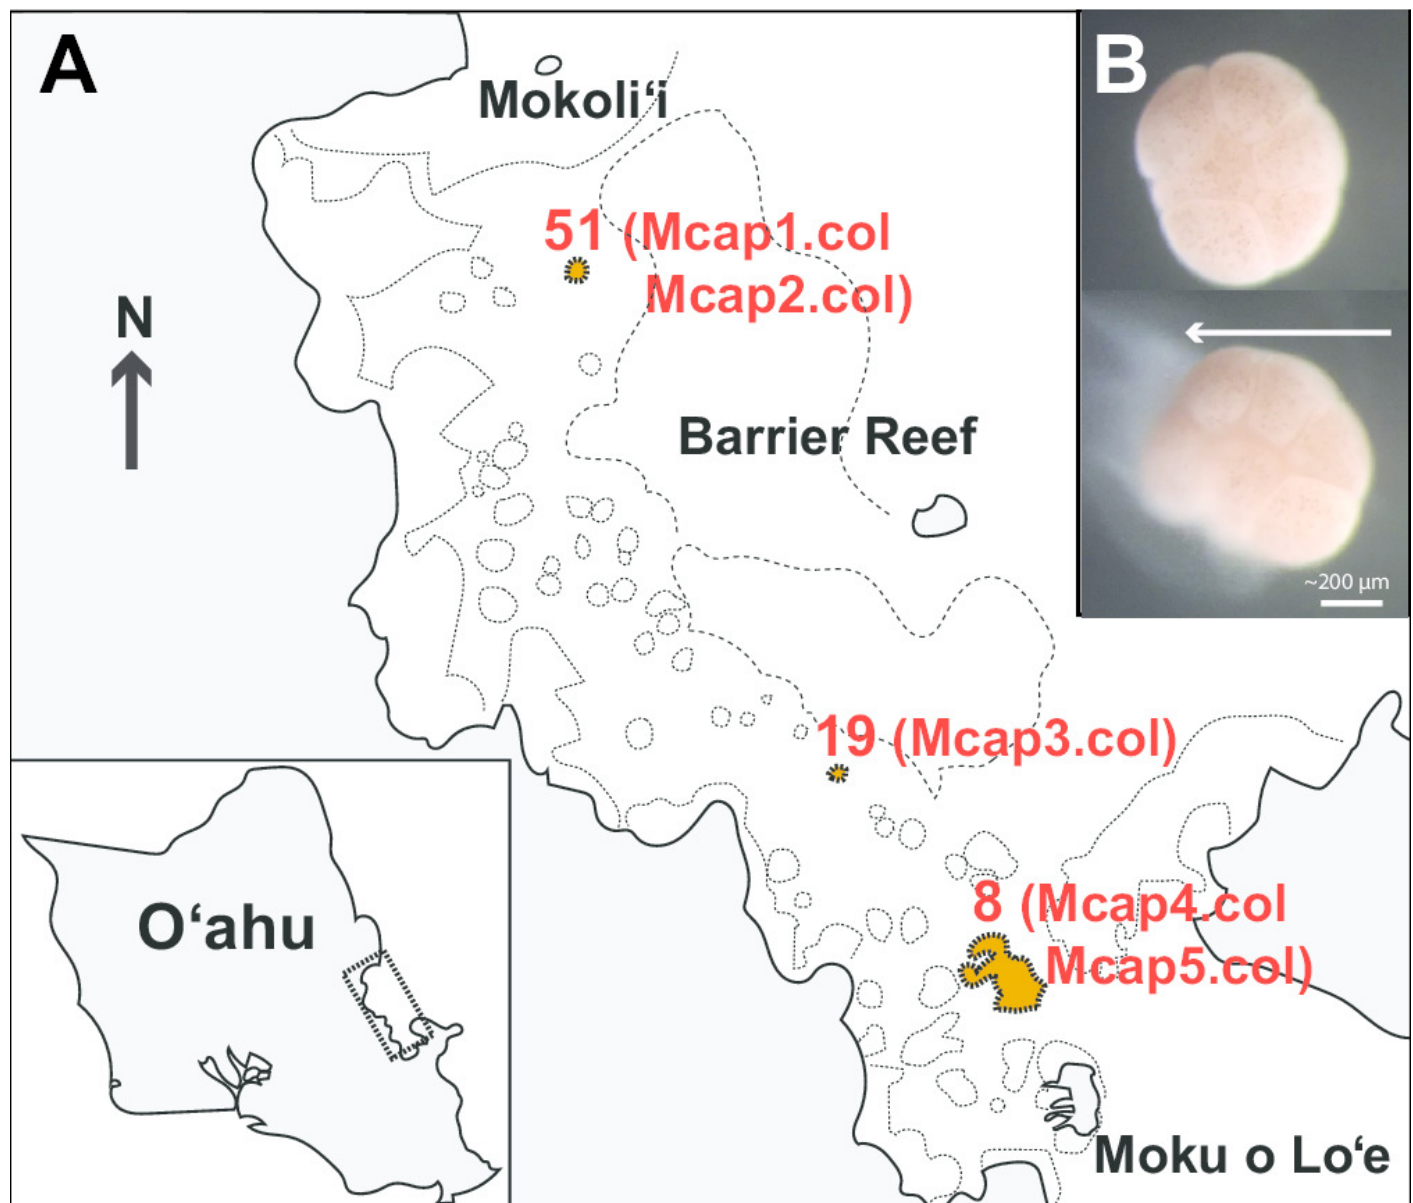 A
Mokoli‘i
B
51 (Mcap1.col
Mcap2.col)
N
Barrier Reef
~200 µm
19 (Mcap3.col)
O‘ahu
8 (Mcap4.col
Mcap5.col)
Moku o Lo‘e